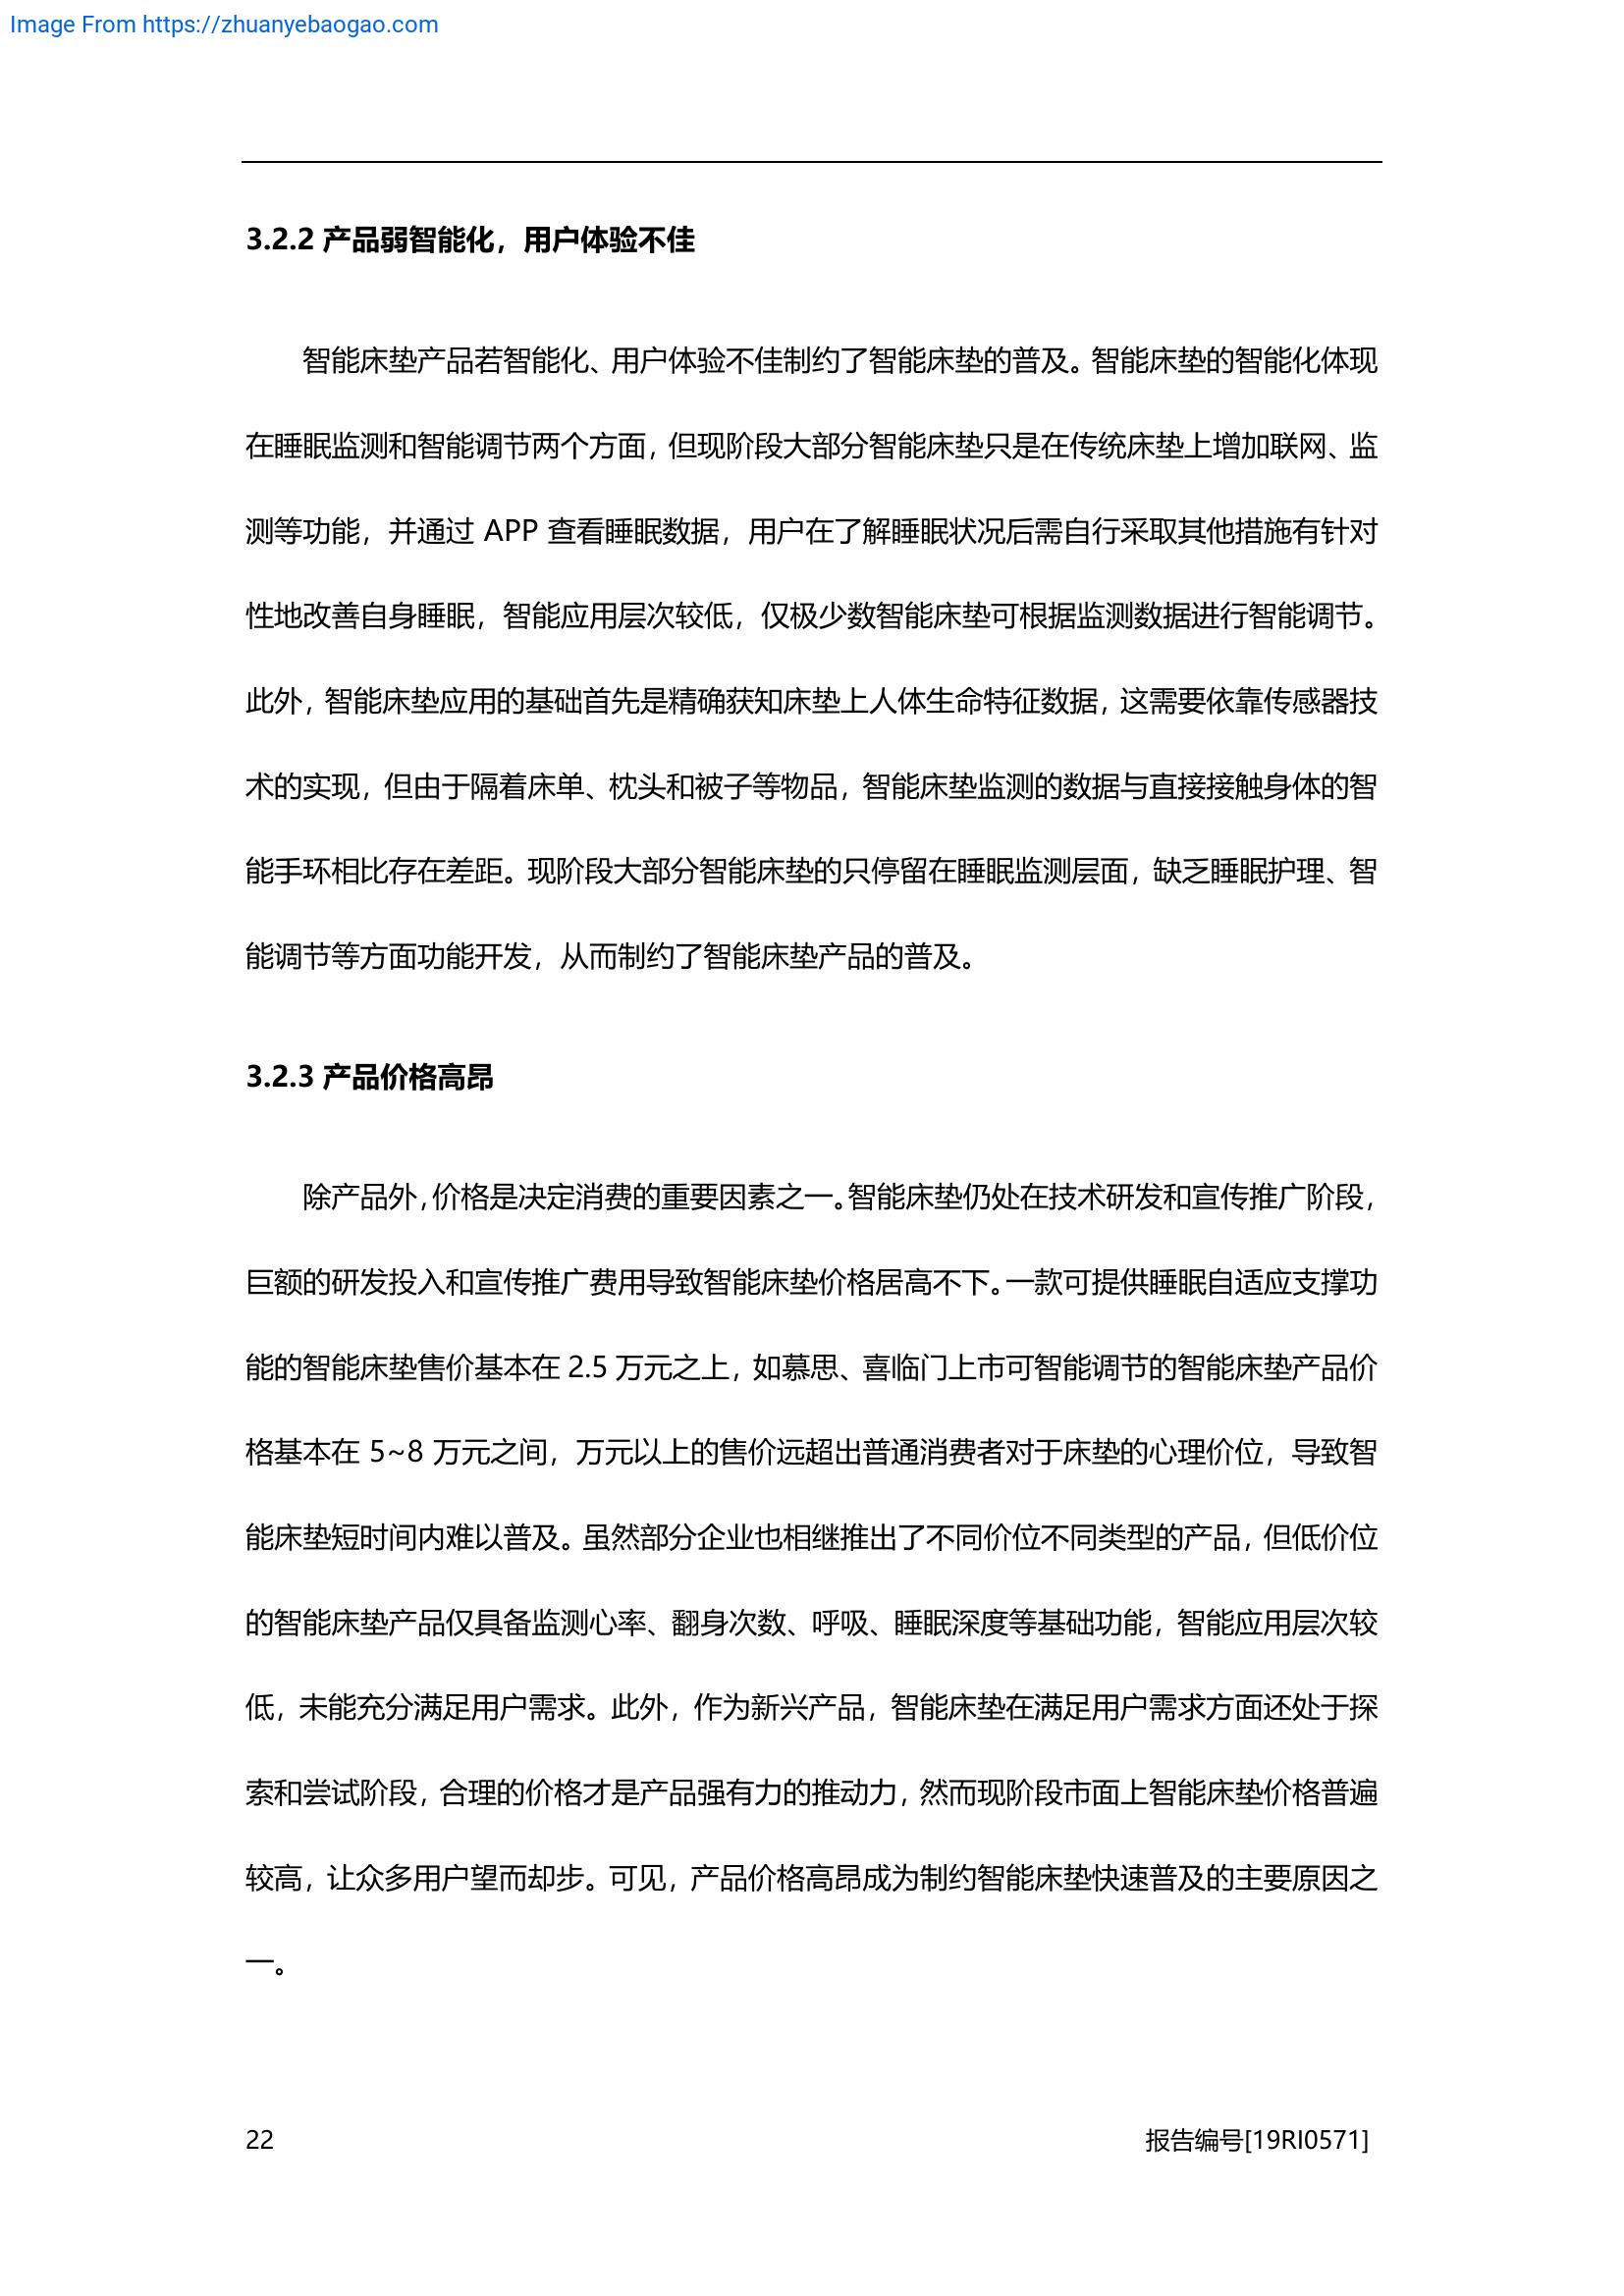 Image From https://zhuanyebaogao.com
3.2.2 产品弱智能化，用户体验不佳
智能床垫产品若智能化、用户体验不佳制约了智能床垫的普及。智能床垫的智能化体现
在睡眠监测和智能调节两个方面，但现阶段大部分智能床垫只是在传统床垫上增加联网、监
测等功能，并通过 APP 查看睡眠数据，用户在了解睡眠状况后需自行采取其他措施有针对
性地改善自身睡眠，智能应用层次较低，仅极少数智能床垫可根据监测数据进行智能调节。
此外，智能床垫应用的基础首先是精确获知床垫上人体生命特征数据，这需要依靠传感器技
术的实现，但由于隔着床单、枕头和被子等物品，智能床垫监测的数据与直接接触身体的智
能手环相比存在差距。现阶段大部分智能床垫的只停留在睡眠监测层面，缺乏睡眠护理、智
能调节等方面功能开发，从而制约了智能床垫产品的普及。
3.2.3 产品价格高昂
除产品外，价格是决定消费的重要因素之一。智能床垫仍处在技术研发和宣传推广阶段，
巨额的研发投入和宣传推广费用导致智能床垫价格居高不下。一款可提供睡眠自适应支撑功
能的智能床垫售价基本在 2.5 万元之上，如慕思、喜临门上市可智能调节的智能床垫产品价
格基本在 5~8 万元之间，万元以上的售价远超出普通消费者对于床垫的心理价位，导致智
能床垫短时间内难以普及。虽然部分企业也相继推出了不同价位不同类型的产品，但低价位
的智能床垫产品仅具备监测心率、翻身次数、呼吸、睡眠深度等基础功能，智能应用层次较
低，未能充分满足用户需求。此外，作为新兴产品，智能床垫在满足用户需求方面还处于探
索和尝试阶段，合理的价格才是产品强有力的推动力，然而现阶段市面上智能床垫价格普遍
较高，让众多用户望而却步。可见，产品价格高昂成为制约智能床垫快速普及的主要原因之
一。
22 报告编号[19RI0571]